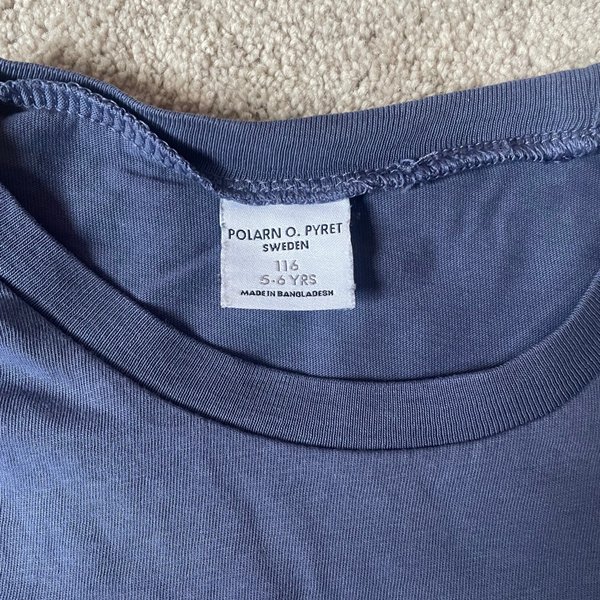 POLARN O. PYRET
SWEDEN
116
5-6 YRS
MADE IN BANGLADESH